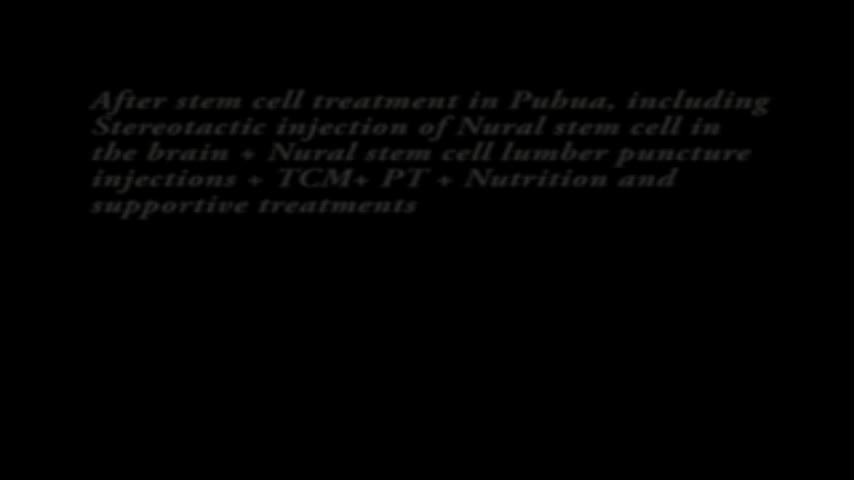 After stem cell treatment in Puhua, including
Stereotactic injection of Nural stem cell in
the brain + Nural stem cell lumber puncture
injections + TCM+ PT + Nutrition and
supportive treatments